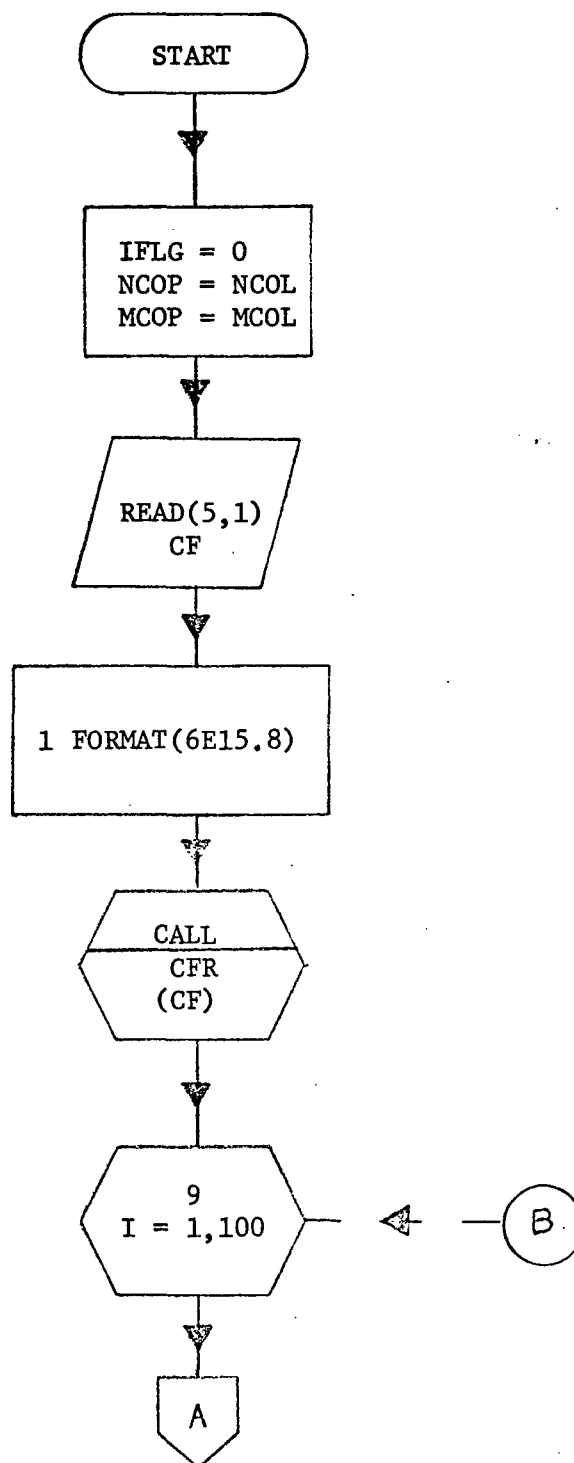 START
IFLG = 0
NCOP = NCOL
MCOP = MCOL
READ(5,1)
CF
1 FORMAT(6E15.8)
CALL
CFR
(CF)
9
I = 1,100
B
A